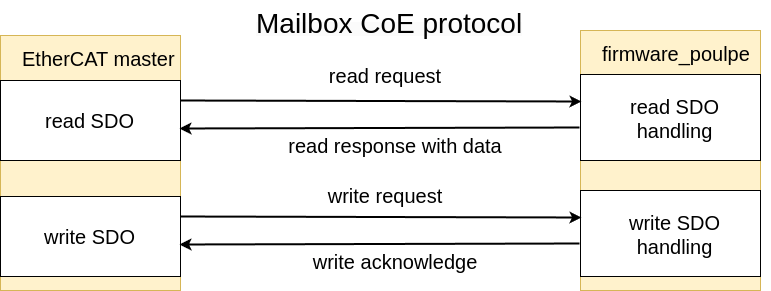 Mailbox CoE protocol
EtherCAT master
firmware_poulpe
read request
read SDO
read SDO
handling
read response with data
write request
write SDO
write SDO
handling
write acknowledge